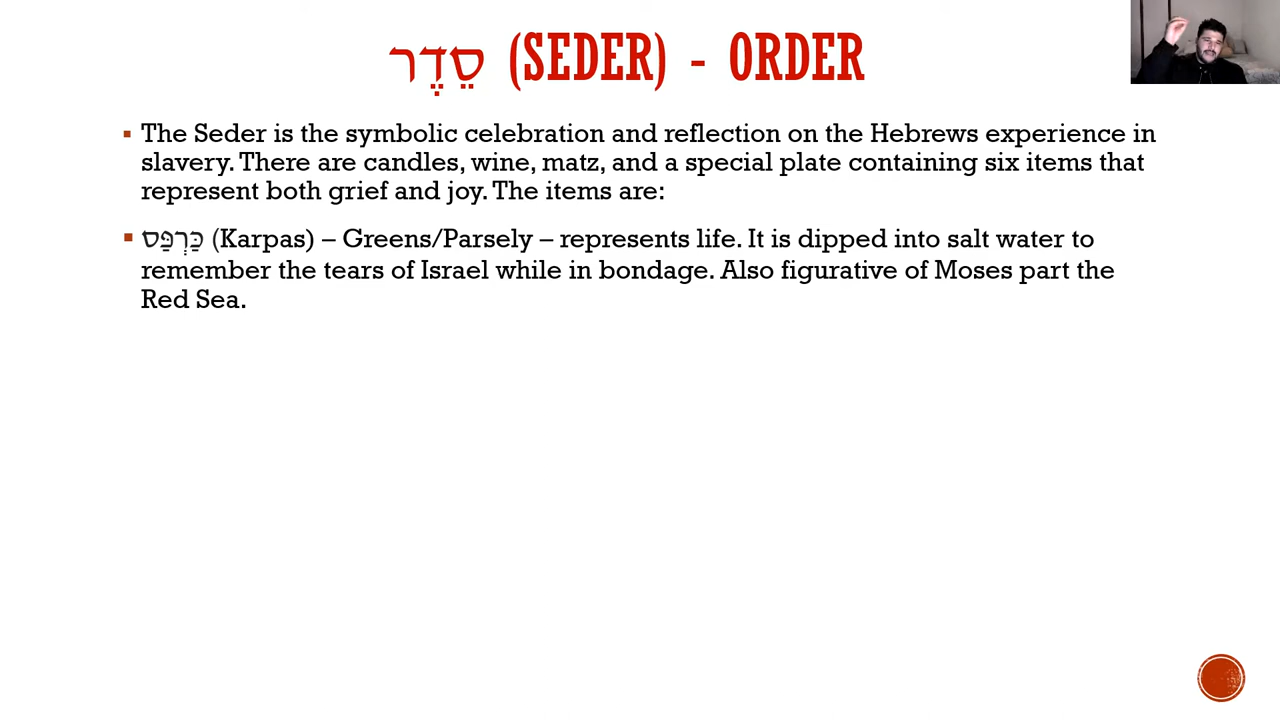 סֵדֶר (SEDER) - ORDER
▪ The Seder is the symbolic celebration and reflection on the Hebrews experience in
slavery. There are candles, wine, matz, and a special plate containing six items that
represent both grief and joy. The items are:
▪ כַּרְפַּס (Karpas) – Greens/Parsely – represents life. It is dipped into salt water to
remember the tears of Israel while in bondage. Also figurative of Moses part the
Red Sea.